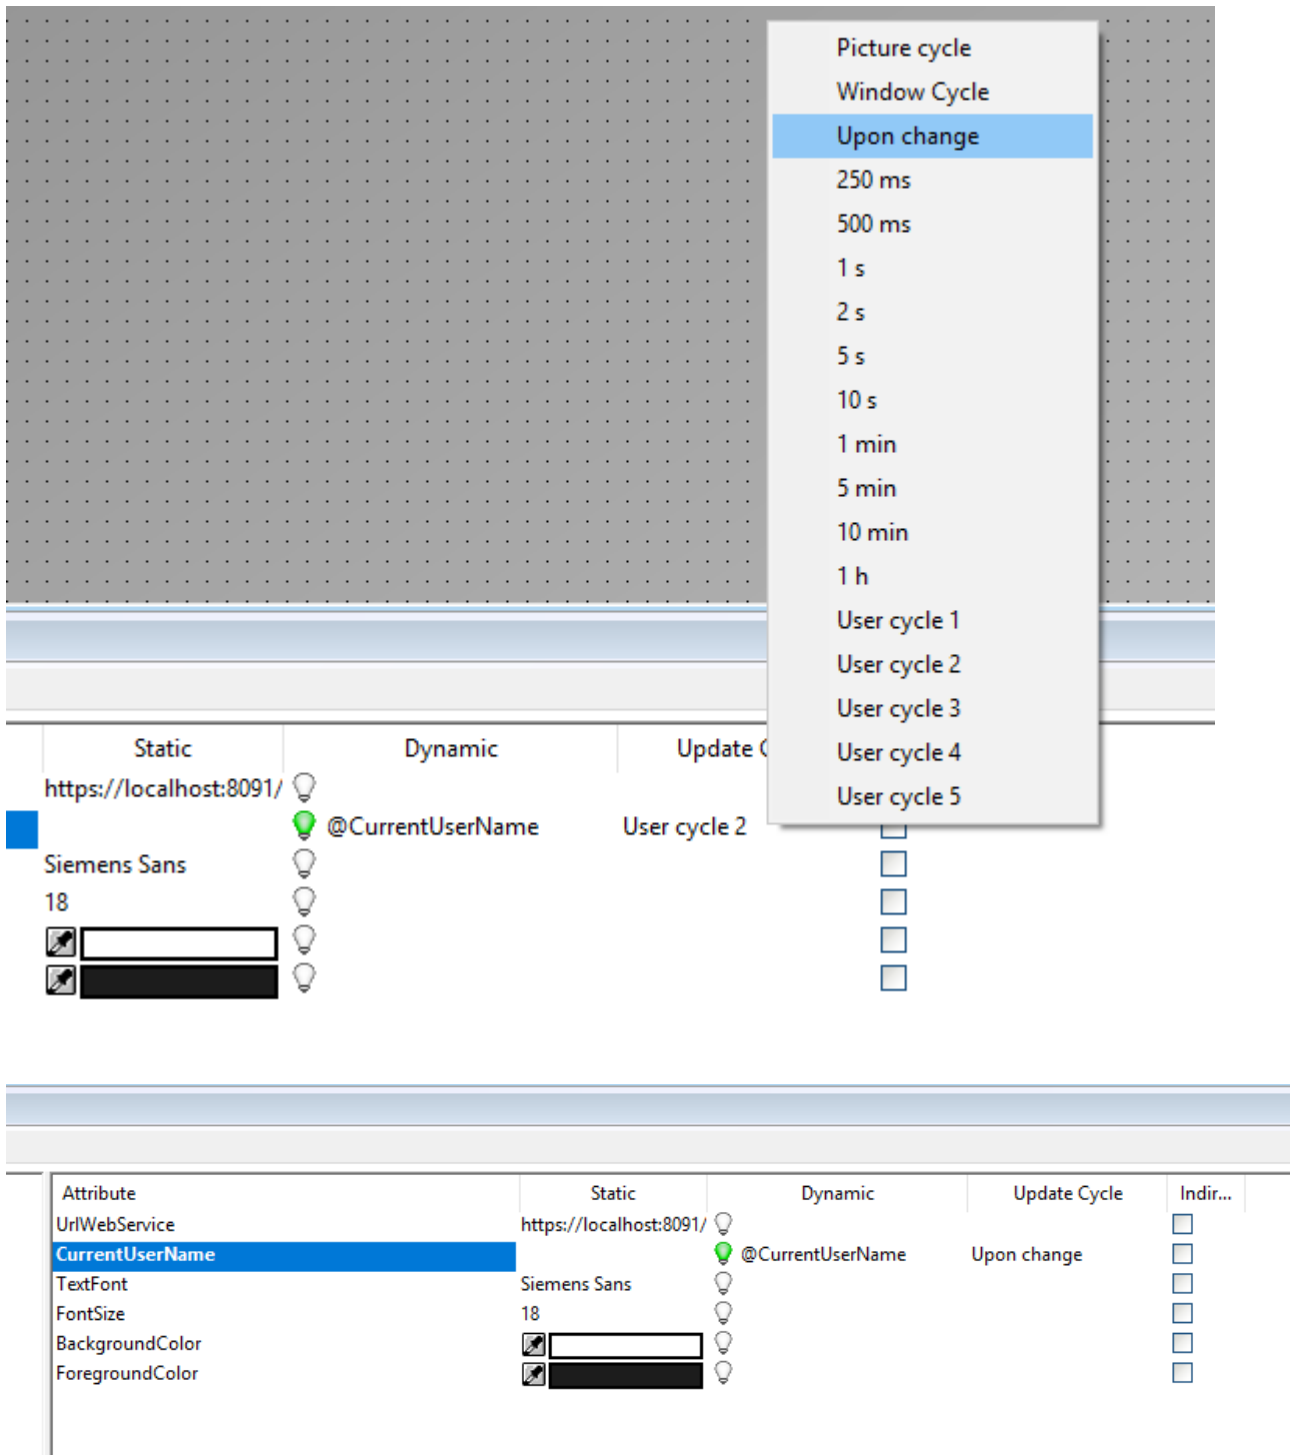 Picture cycle
Window Cycle
Upon change
250 ms
500 ms
1 s
2 s
5 s
10 s
1 min
5 min
10 min
1 h
User cycle 1
User cycle 2
User cycle 3
User cycle 4
User cycle 5
Static Dynamic Update
https://localhost:8091/
@CurrentUserName User cycle 2
Siemens Sans
18
Attribute Static Dynamic Update Cycle Indir...
UrlWebService https://localhost:8091/
CurrentUserName @CurrentUserName Upon change
TextFont Siemens Sans
FontSize 18
BackgroundColor
ForegroundColor